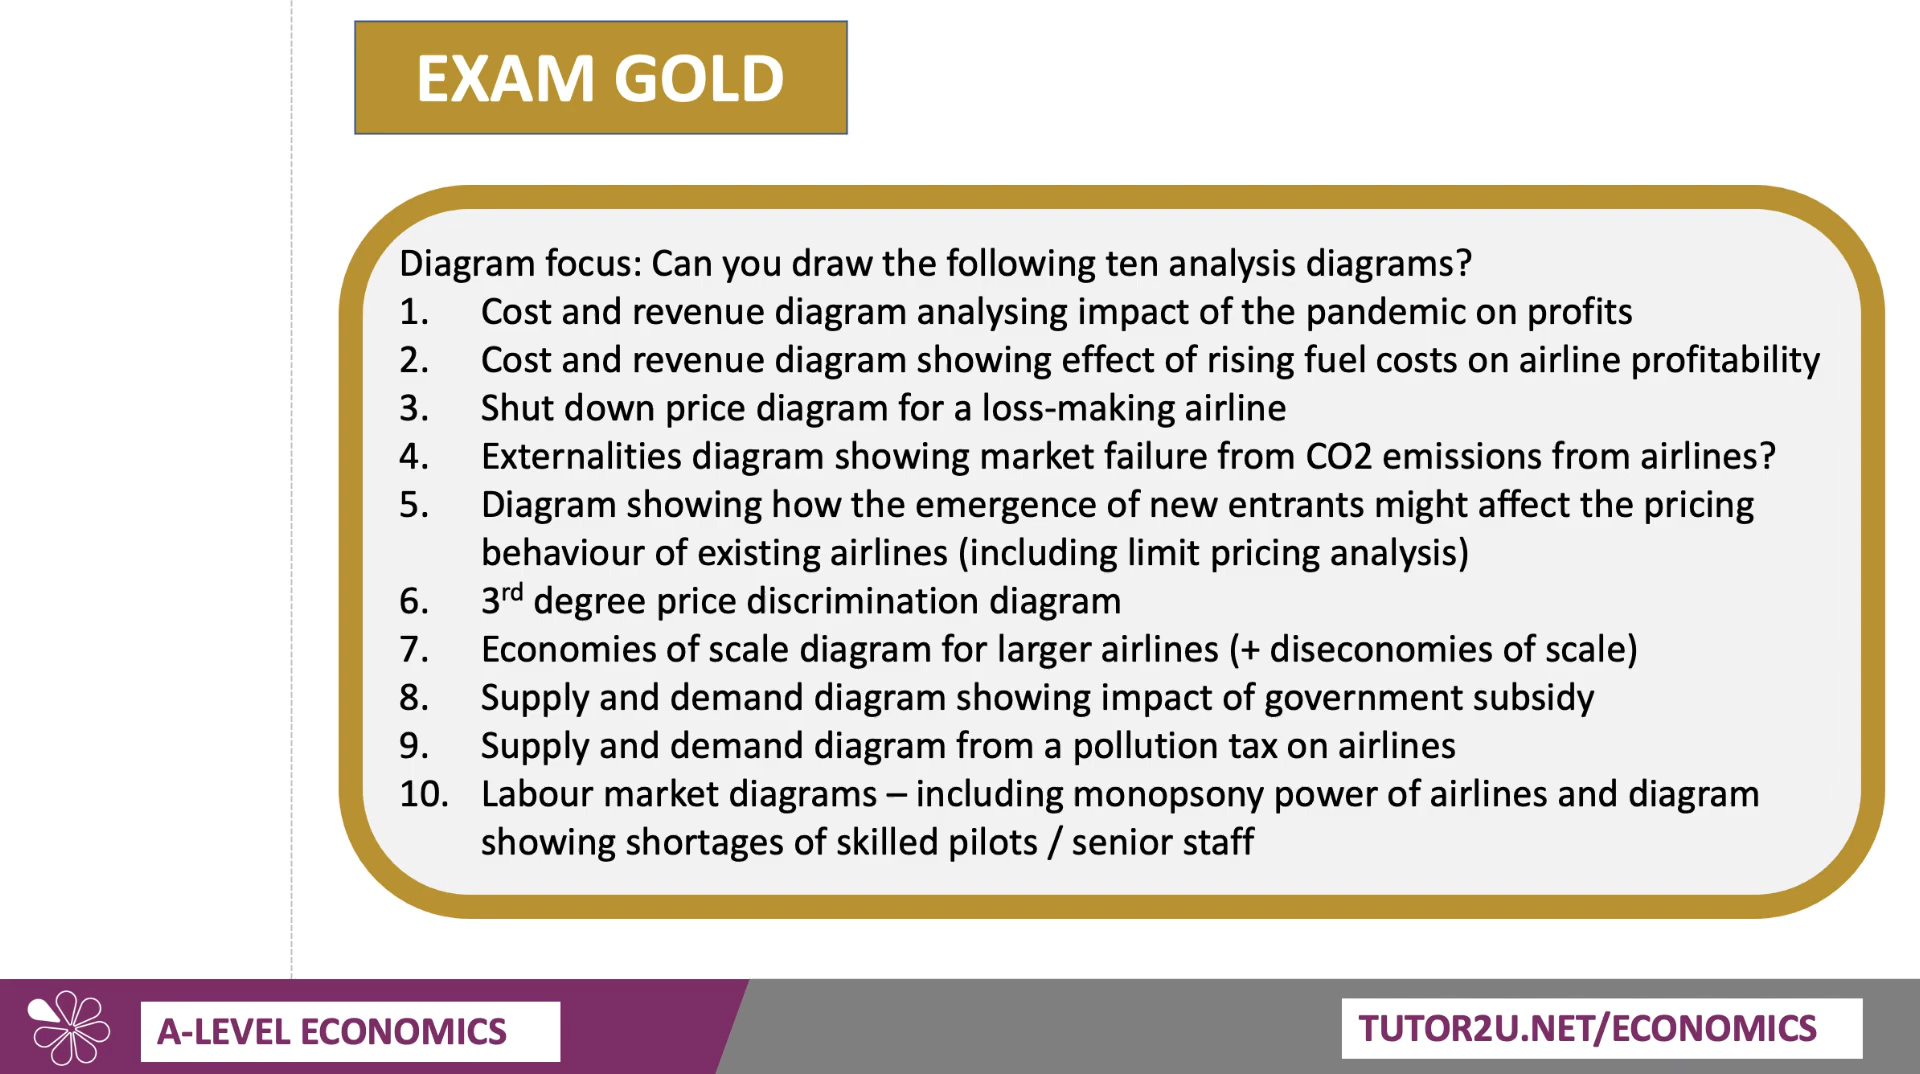 EXAM GOLD
Diagram focus: Can you draw the following ten analysis diagrams?
1. Cost and revenue diagram analysing impact of the pandemic on profits
2. Cost and revenue diagram showing effect of rising fuel costs on airline profitability
3. Shut down price diagram for a loss-making airline
4. Externalities diagram showing market failure from CO2 emissions from airlines?
5. Diagram showing how the emergence of new entrants might affect the pricing
behaviour of existing airlines (including limit pricing analysis)
6. 3rd degree price discrimination diagram
7. Economies of scale diagram for larger airlines (+ diseconomies of scale)
8. Supply and demand diagram showing impact of government subsidy
9. Supply and demand diagram from a pollution tax on airlines
10. Labour market diagrams – including monopsony power of airlines and diagram
showing shortages of skilled pilots / senior staff
A-LEVEL ECONOMICS
TUTOR2U.NET/ECONOMICS